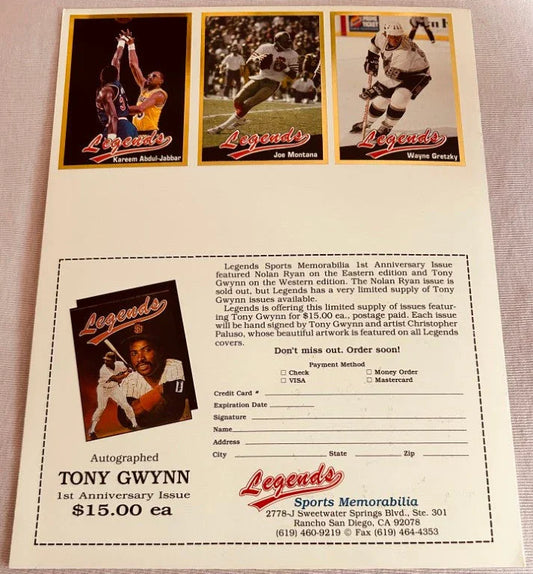 Legends
Kareem Abdul-Jabbar
Legends
Joe Montana
Legends
Wayne Gretzky
Legends Sports Memorabilia 1st Anniversary Issue
featured Nolan Ryan on the Eastern edition and Tony
Gwynn on the Western edition. The Nolan Ryan issue is
sold out, but Legends has a very limited supply of Tony
Gwynn issues available.
Legends is offering this limited supply of issues featur-
ing Tony Gwynn for $15.00 ea., postage paid. Each issue
will be hand signed by Tony Gwynn and artist Christopher
Paluso, whose beautiful artwork is featured on all Legends
covers.
Don't miss out. Order soon!
Payment Method
☐ Check ☐ Money Order
☐ VISA ☐ Mastercard
Credit Card #
Expiration Date
Signature
Name
Address
City State Zip
Legends
Autographed
TONY GWYNN
1st Anniversary Issue
$15.00 ea
Legends
Sports Memorabilia
2778-J Sweetwater Springs Blvd., Ste. 301
Rancho San Diego, CA 92078
(619) 460-9219 © Fax (619) 464-4353